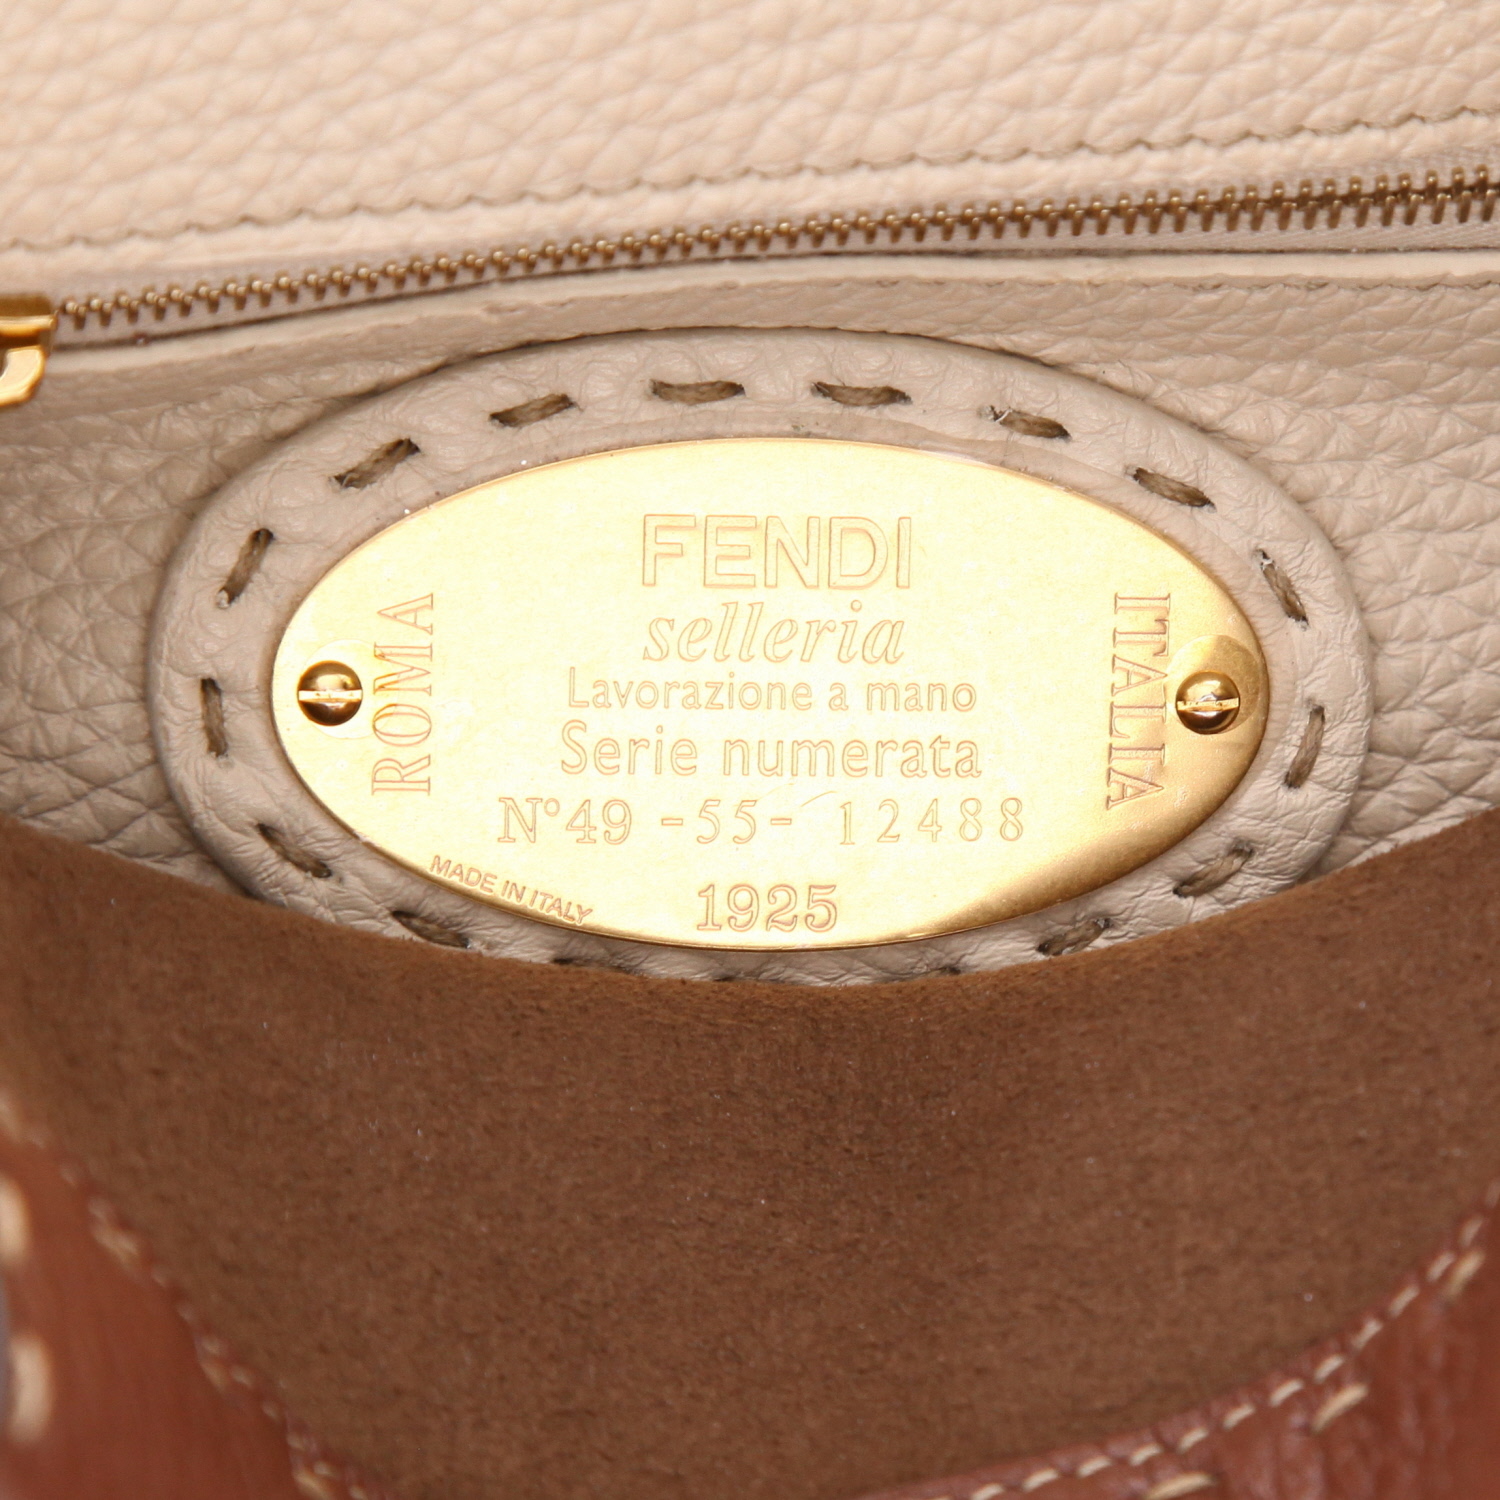 FENDI
selleria
Lavorazione a mano
Serie numerata
N°49 -55- 12488
1925
ROMA
ITALIA
MADE IN ITALY